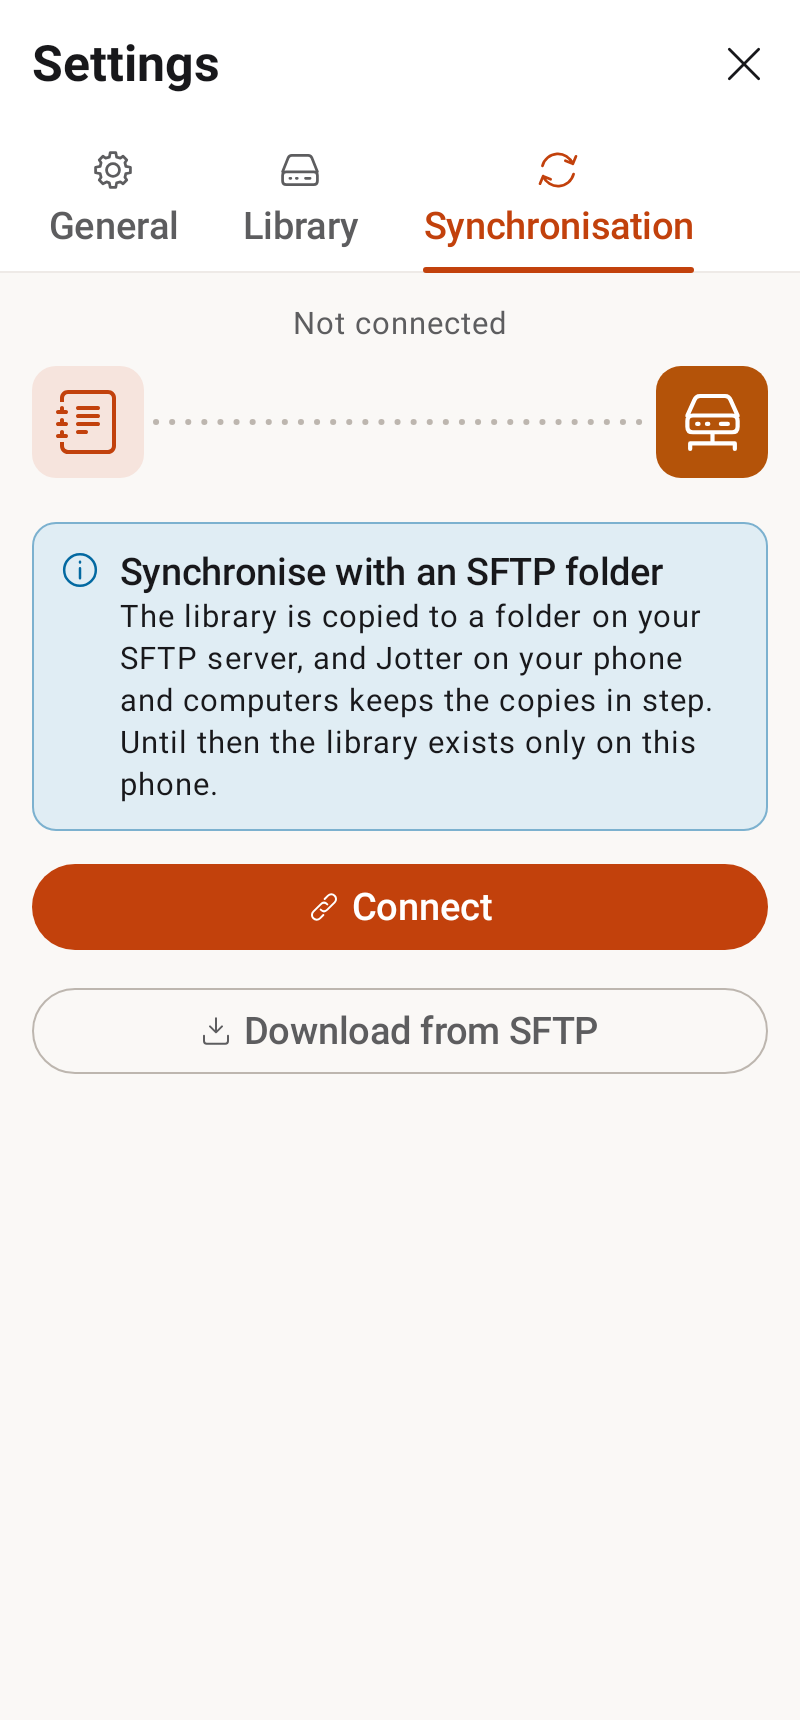 Settings
General
Library
Synchronisation
Not connected
Synchronise with an SFTP folder
The library is copied to a folder on your
SFTP server, and Jotter on your phone
and computers keeps the copies in step.
Until then the library exists only on this
phone.
Connect
Download from SFTP